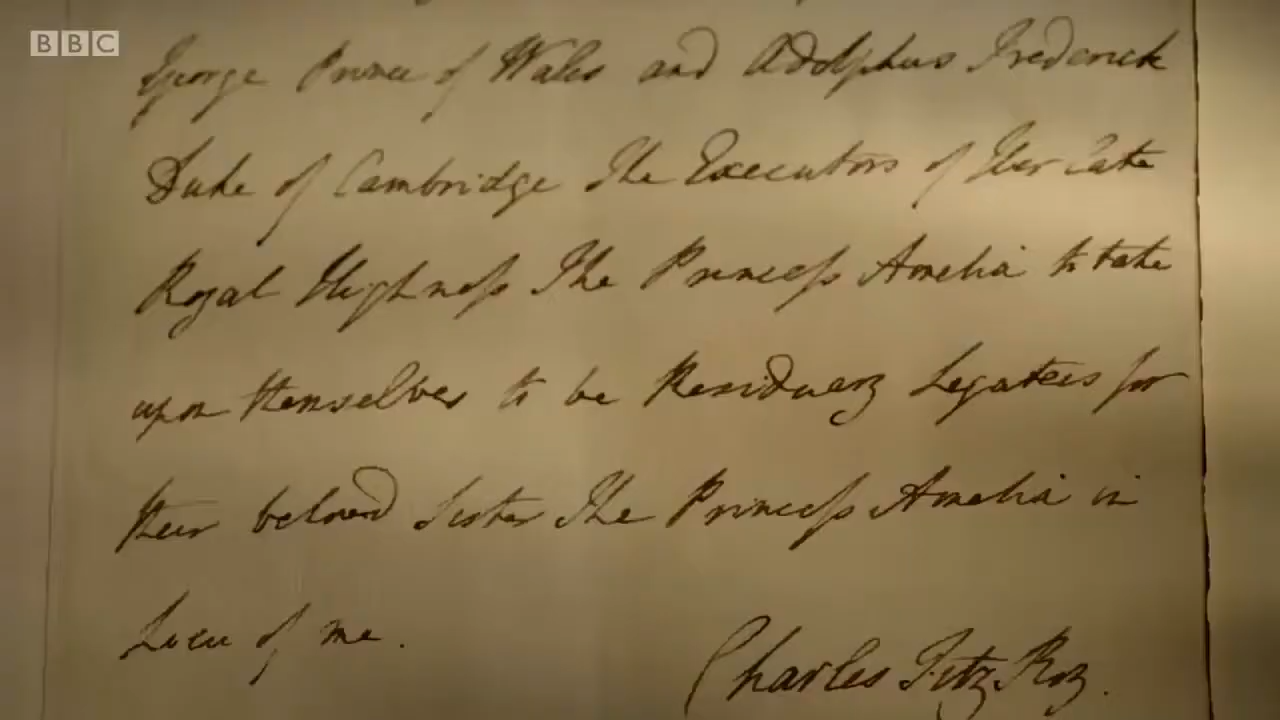 BBC
George Prince of Wales and Adolphus Frederick
Duke of Cambridge The Executors of Her Late
Royal Highness The Princess Amelia to take
upon themselves to be Residuary Legatees for
their beloved Sister The Princess Amelia in
Lieu of me.
Charles Fitz Roy.